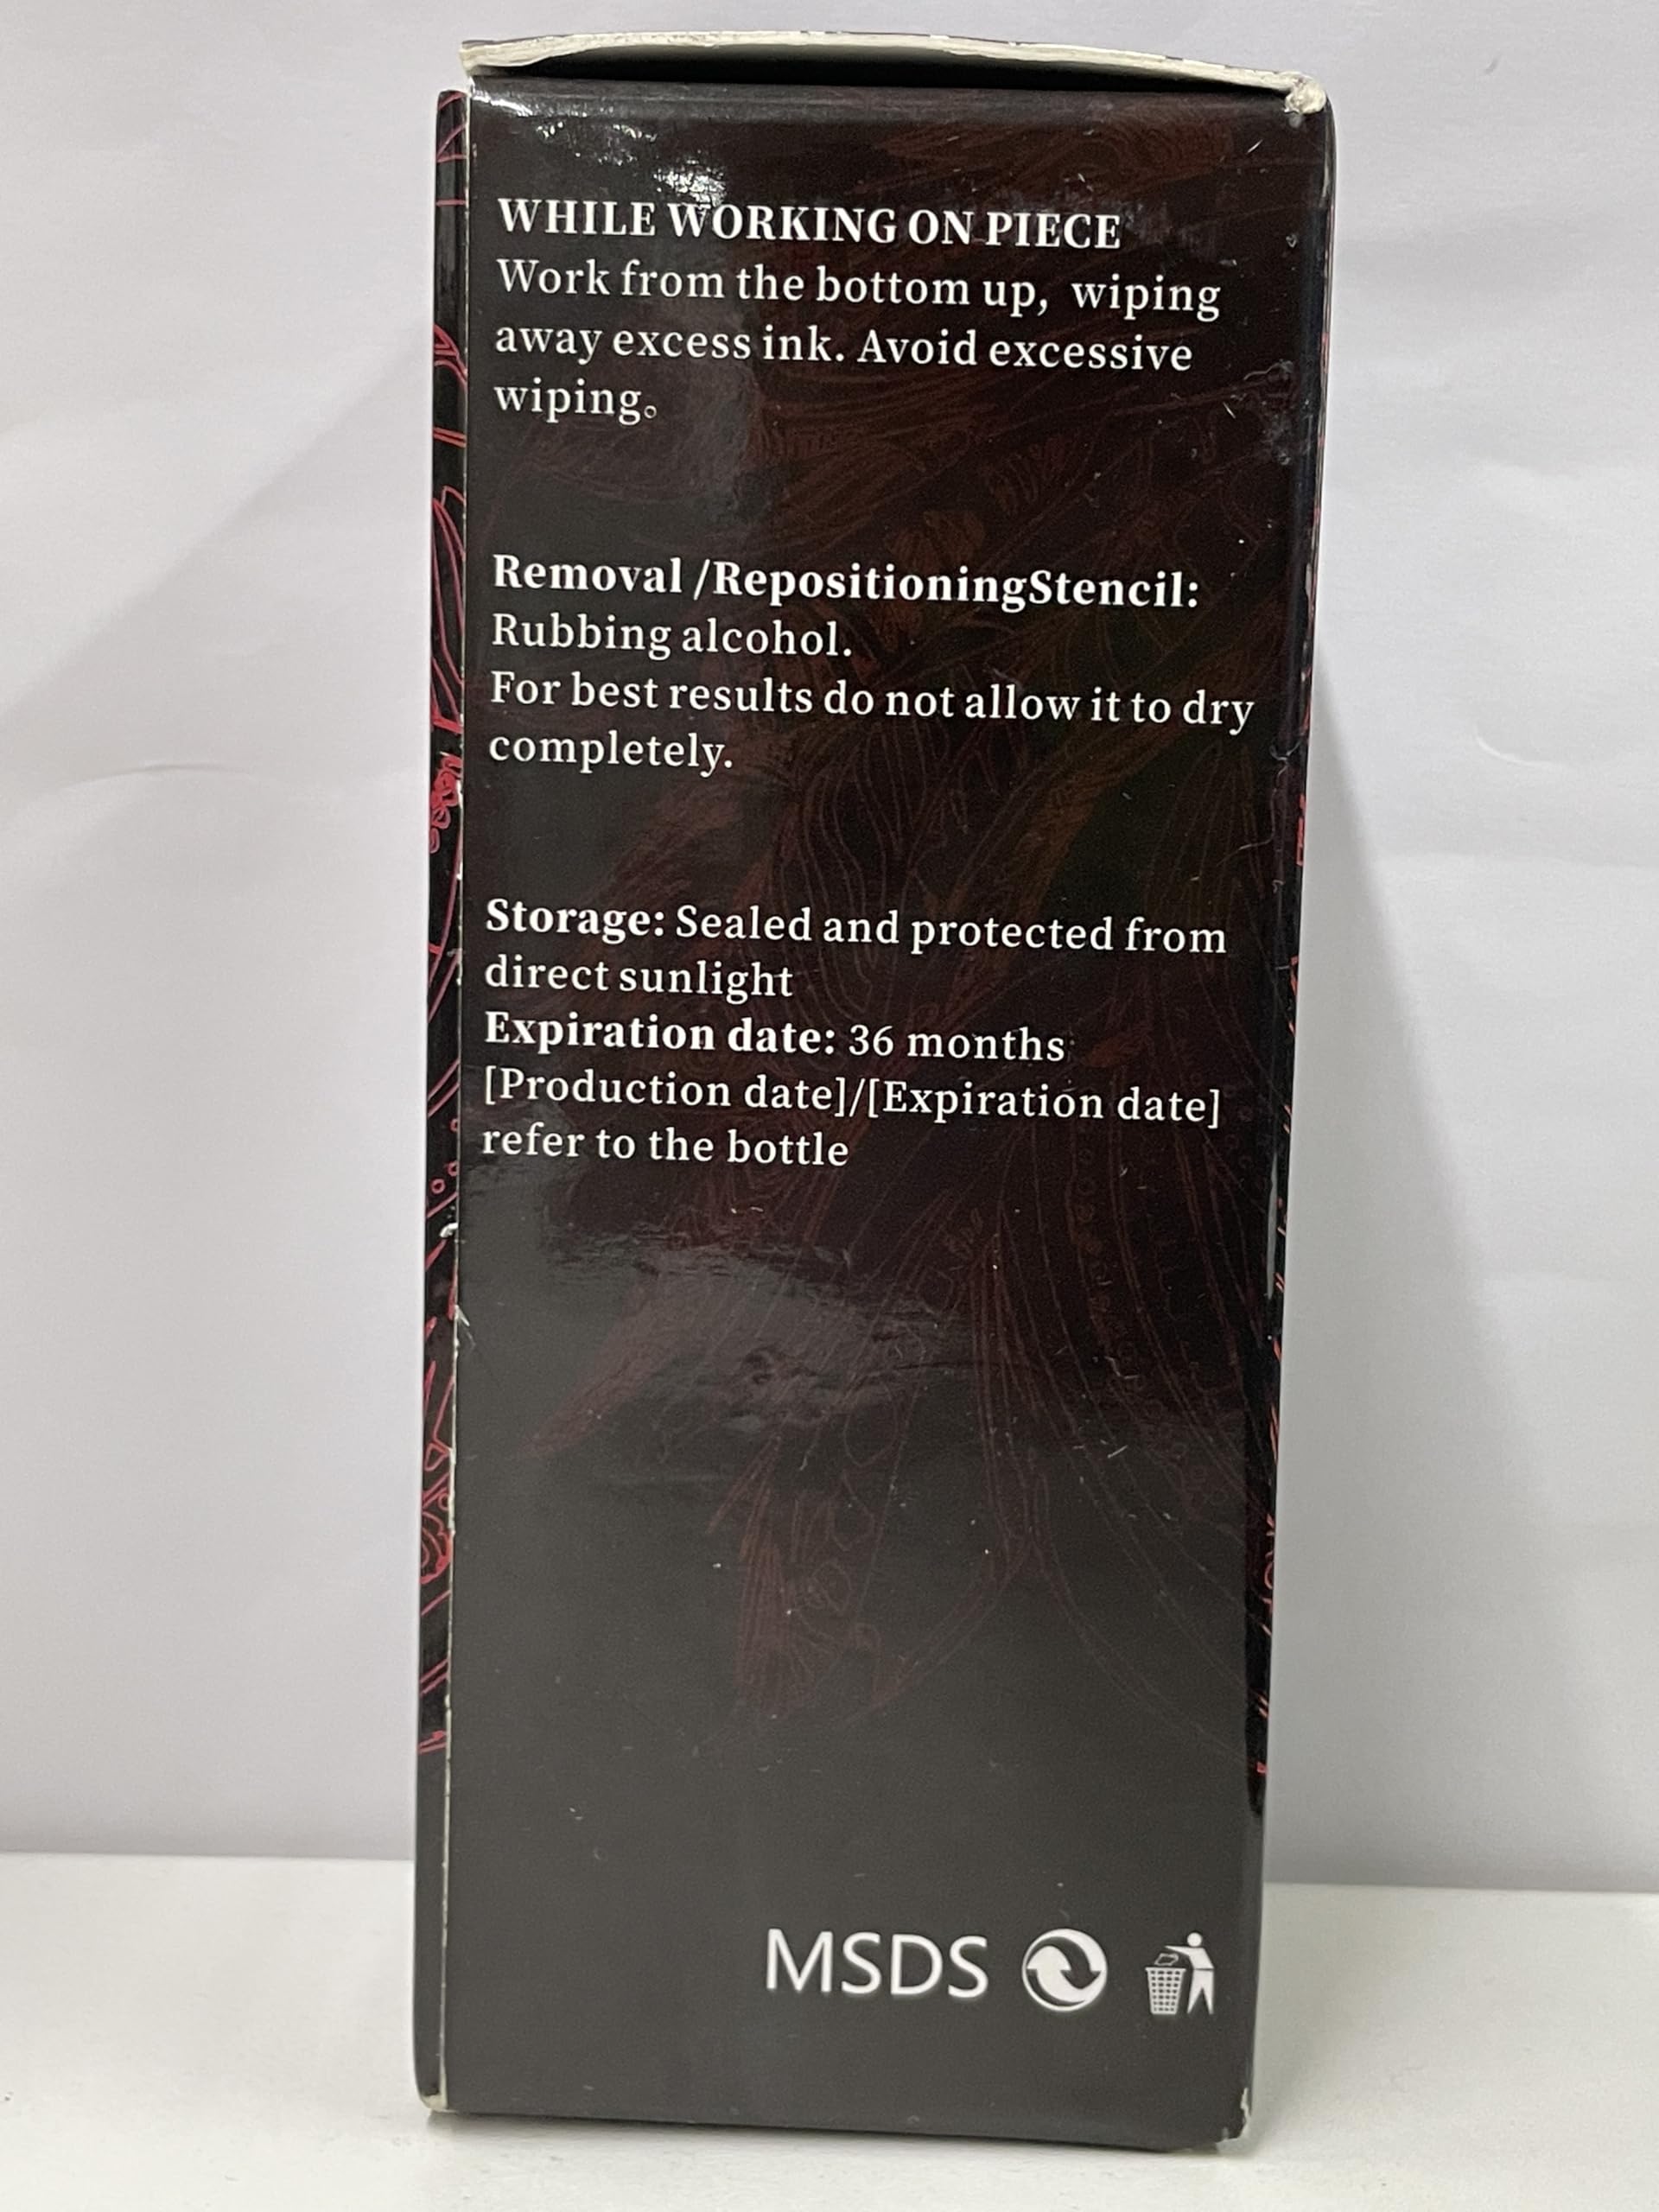 WHILE WORKING ON PIECE
Work from the bottom up, wiping
away excess ink. Avoid excessive
wiping。
Removal /RepositioningStencil:
Rubbing alcohol.
For best results do not allow it to dry
completely.
Storage: Sealed and protected from
direct sunlight
Expiration date: 36 months
[Production date]/[Expiration date]
refer to the bottle
MSDS